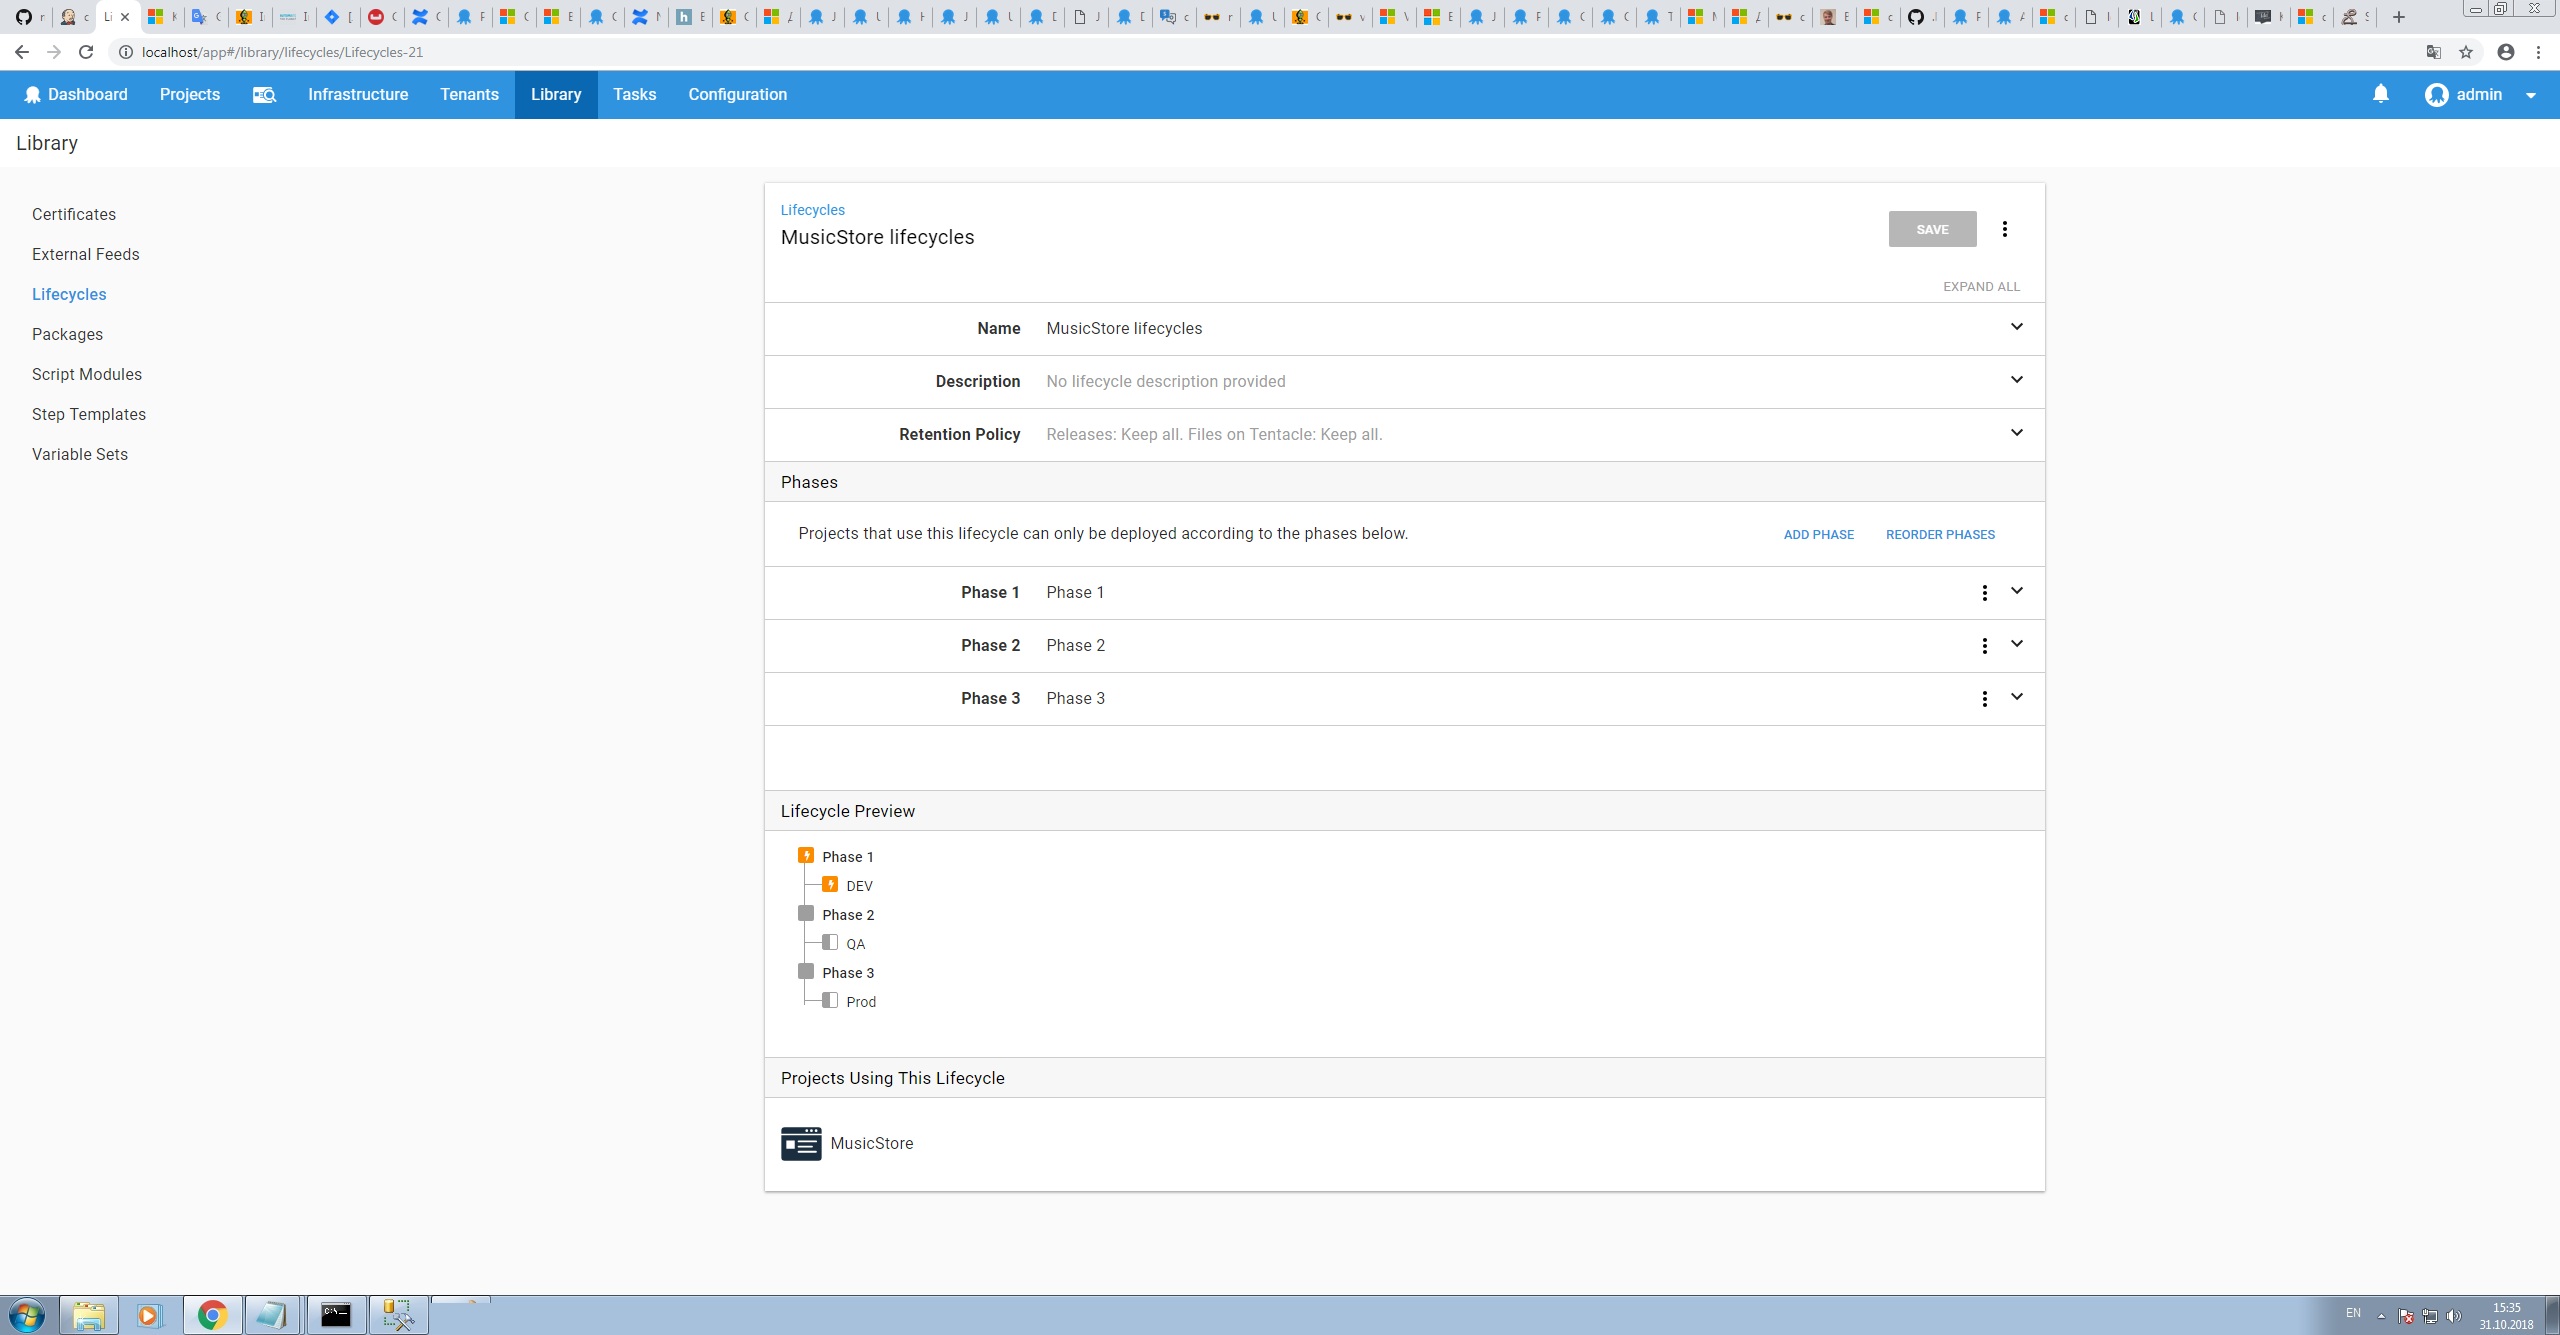 Li
localhost/app#/library/lifecycles/Lifecycles-21
Dashboard Projects Infrastructure Tenants Library Tasks Configuration admin
Library
Certificates
External Feeds
Lifecycles
Packages
Script Modules
Step Templates
Variable Sets
Lifecycles
MusicStore lifecycles
SAVE
EXPAND ALL
Name MusicStore lifecycles
Description No lifecycle description provided
Retention Policy Releases: Keep all. Files on Tentacle: Keep all.
Phases
Projects that use this lifecycle can only be deployed according to the phases below. ADD PHASE REORDER PHASES
Phase 1 Phase 1
Phase 2 Phase 2
Phase 3 Phase 3
Lifecycle Preview
Phase 1
DEV
Phase 2
QA
Phase 3
Prod
Projects Using This Lifecycle
MusicStore
EN
15:35
31.10.2018